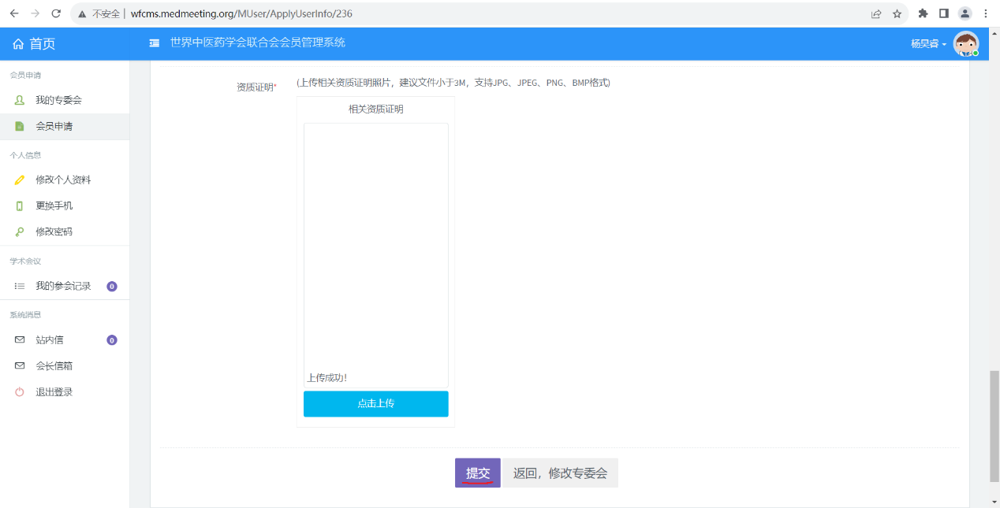 不安全 | wfcms.medmeeting.org/MUser/ApplyUserInfo/236
首页
世界中医药学会联合会会员管理系统
杨昊睿
会员申请
我的专委会
会员申请
个人信息
修改个人资料
更换手机
修改密码
学术会议
我的参会记录 0
系统消息
站内信 0
会长信箱
退出登录
资质证明*
(上传相关资质证明照片，建议文件小于3M，支持JPG、JPEG、PNG、BMP格式)
相关资质证明
上传成功！
点击上传
提交
返回，修改专委会